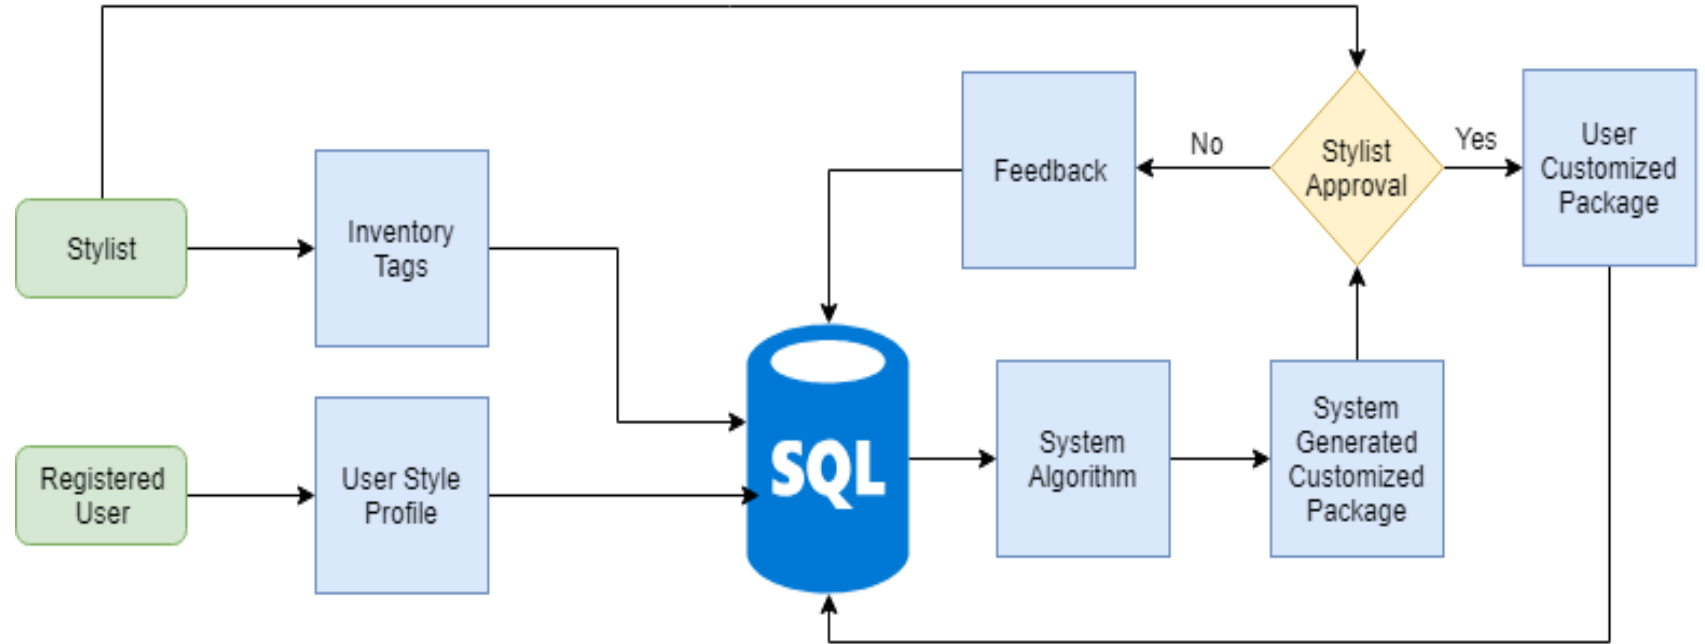 Stylist
Inventory
Tags
Registered
User
User Style
Profile
SQL
System
Algorithm
System
Generated
Customized
Package
Stylist
Approval
No
Feedback
Yes
User
Customized
Package